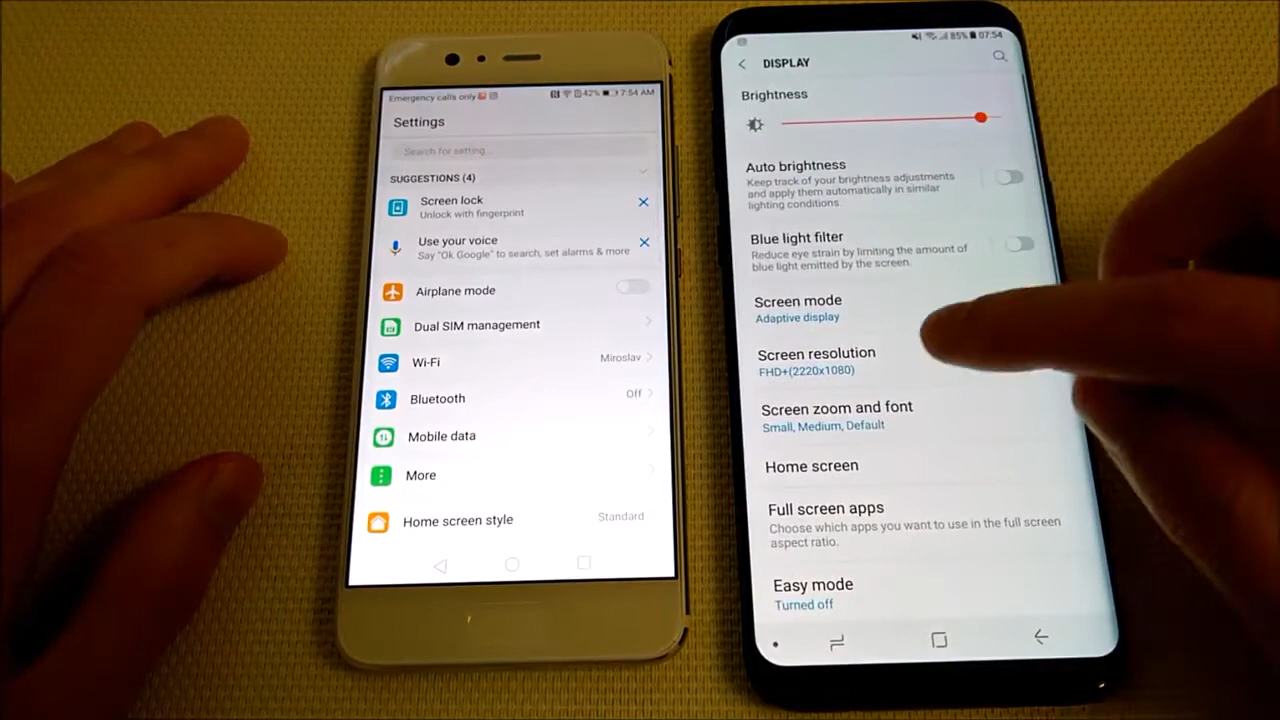 Emergency calls only
42% 7:54 AM
Settings
Search for setting...
SUGGESTIONS (4)
Screen lock
Unlock with fingerprint
Use your voice
Say "Ok Google" to search, set alarms & more
Airplane mode
Dual SIM management
Wi-Fi Miroslav
Bluetooth Off
Mobile data
More
Home screen style Standard
85% 07:54
DISPLAY
Brightness
Auto brightness
Keep track of your brightness adjustments
and apply them automatically in similar
lighting conditions.
Blue light filter
Reduce eye strain by limiting the amount of
blue light emitted by the screen.
Screen mode
Adaptive display
Screen resolution
FHD+(2220x1080)
Screen zoom and font
Small, Medium, Default
Home screen
Full screen apps
Choose which apps you want to use in the full screen
aspect ratio.
Easy mode
Turned off